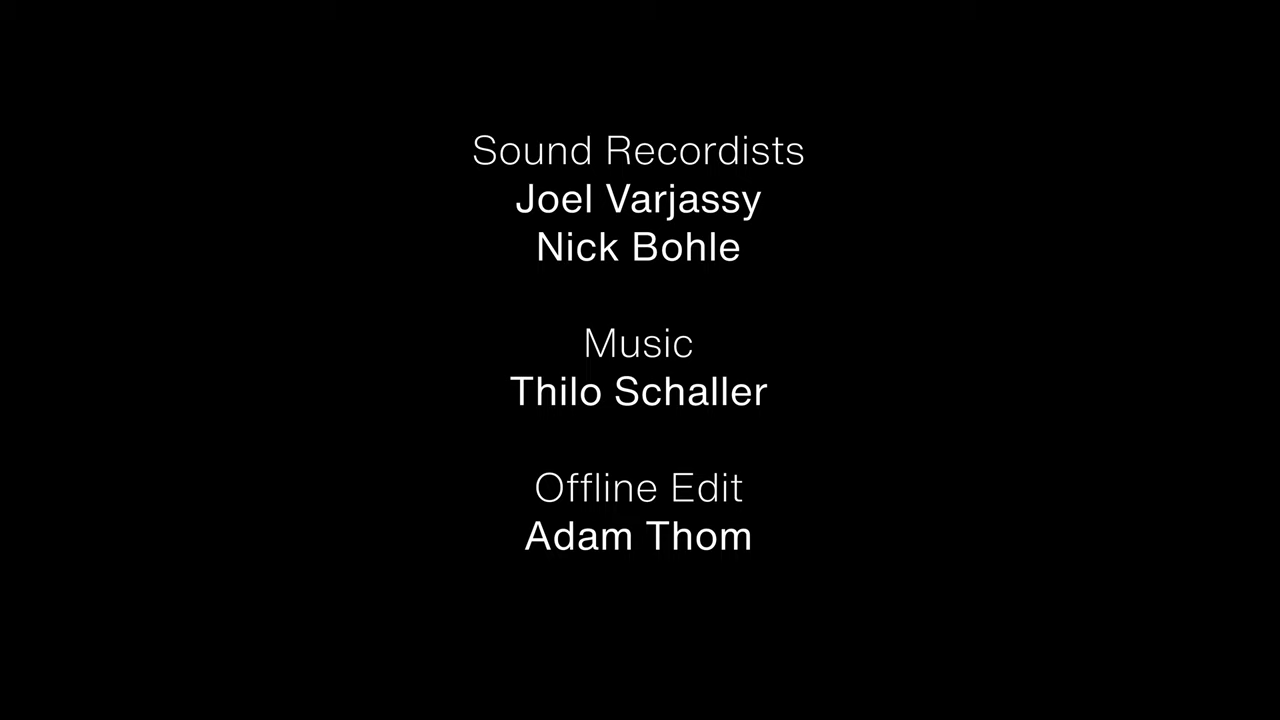 Sound Recordists
Joel Varjassy
Nick Bohle
Music
Thilo Schaller
Offline Edit
Adam Thom